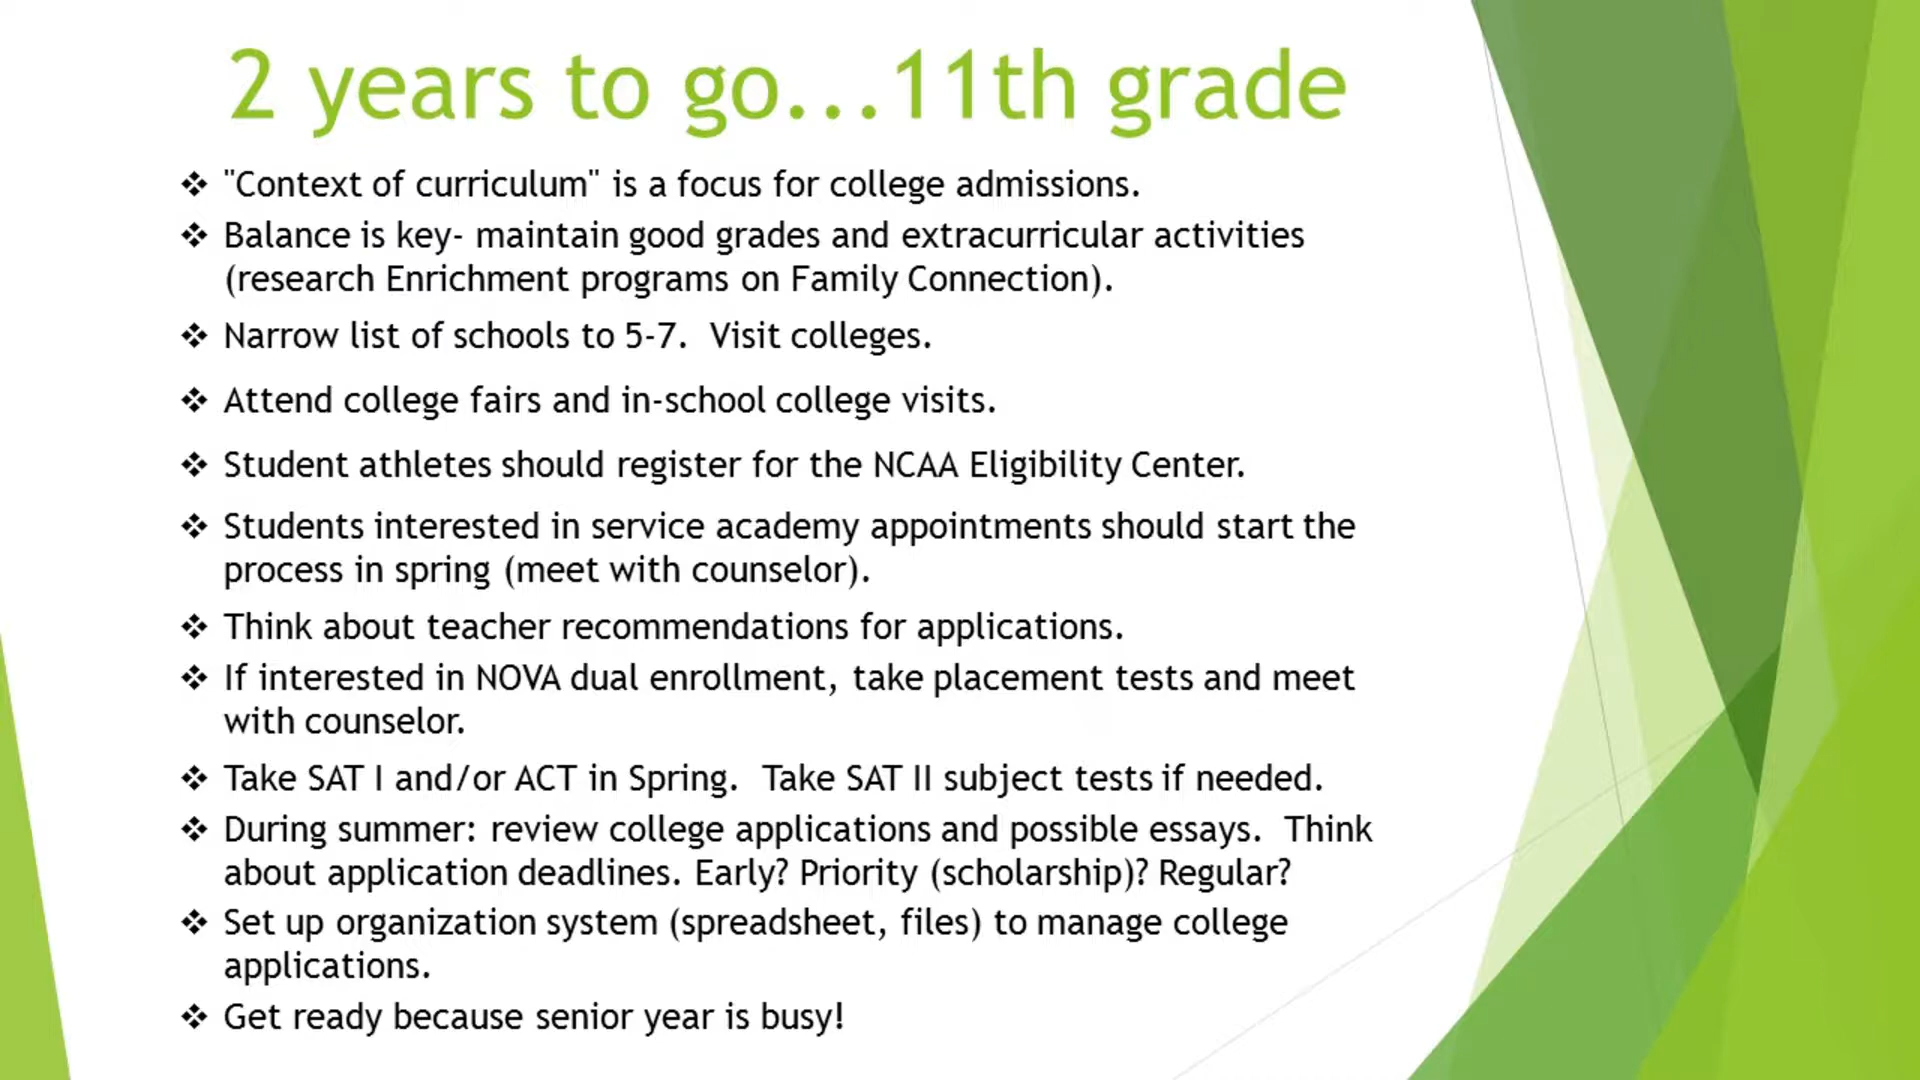 2 years to go...11th grade
❖ "Context of curriculum" is a focus for college admissions.
❖ Balance is key- maintain good grades and extracurricular activities
(research Enrichment programs on Family Connection).
❖ Narrow list of schools to 5-7.  Visit colleges.
❖ Attend college fairs and in-school college visits.
❖ Student athletes should register for the NCAA Eligibility Center.
❖ Students interested in service academy appointments should start the
process in spring (meet with counselor).
❖ Think about teacher recommendations for applications.
❖ If interested in NOVA dual enrollment, take placement tests and meet
with counselor.
❖ Take SAT I and/or ACT in Spring.  Take SAT II subject tests if needed.
❖ During summer: review college applications and possible essays.  Think
about application deadlines. Early? Priority (scholarship)? Regular?
❖ Set up organization system (spreadsheet, files) to manage college
applications.
❖ Get ready because senior year is busy!